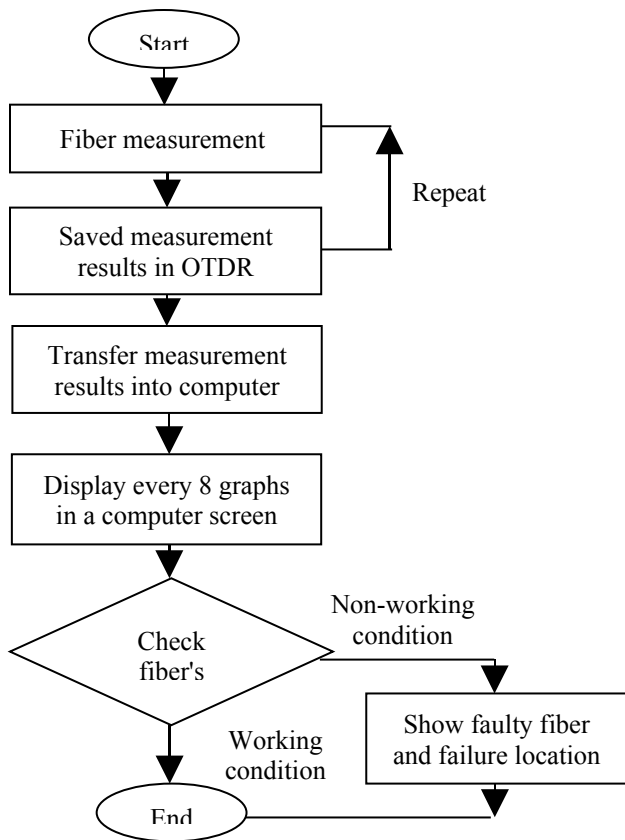 Start
Fiber measurement
Repeat
Saved measurement
results in OTDR
Transfer measurement
results into computer
Display every 8 graphs
in a computer screen
Check
fiber's
Non-working
condition
Show faulty fiber
and failure location
Working
condition
End